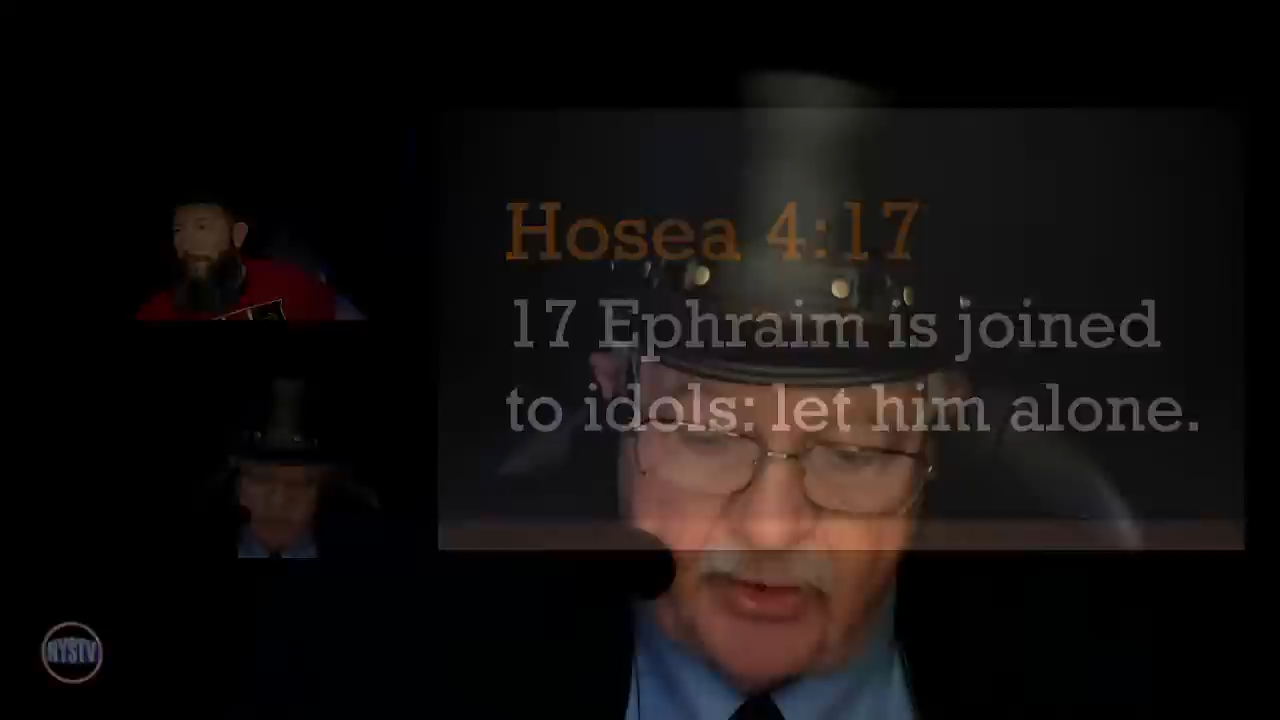 Hosea 4:17
17 Ephraim is joined
to idols: let him alone.
NYSTV